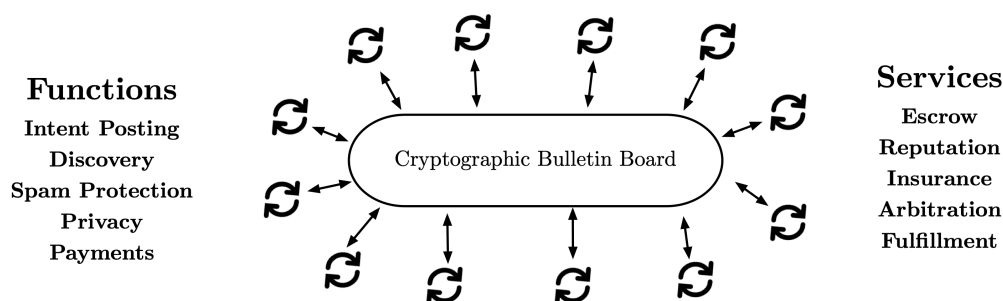 Functions
Intent Posting
Discovery
Spam Protection
Privacy
Payments
Cryptographic Bulletin Board
Services
Escrow
Reputation
Insurance
Arbitration
Fulfillment